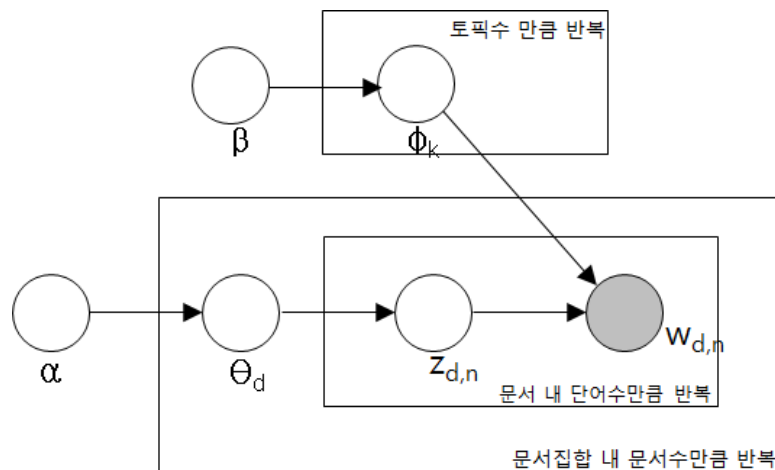 토픽수 만큼 반복
β
ϕk
α
θd
zd,n
wd,n
문서 내 단어수만큼 반복
문서집합 내 문서수만큼 반복